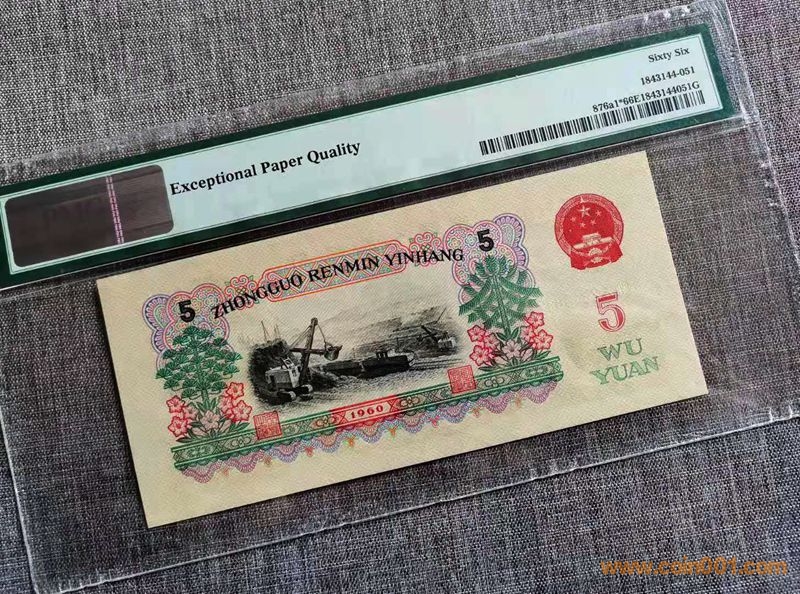 Sixty Six
1843144-051
876a1*66E1843144051G
Exceptional Paper Quality
5 ZHONGGUO RENMIN YINHANG 5
5
WU
YUAN
1960
www.coin001.com